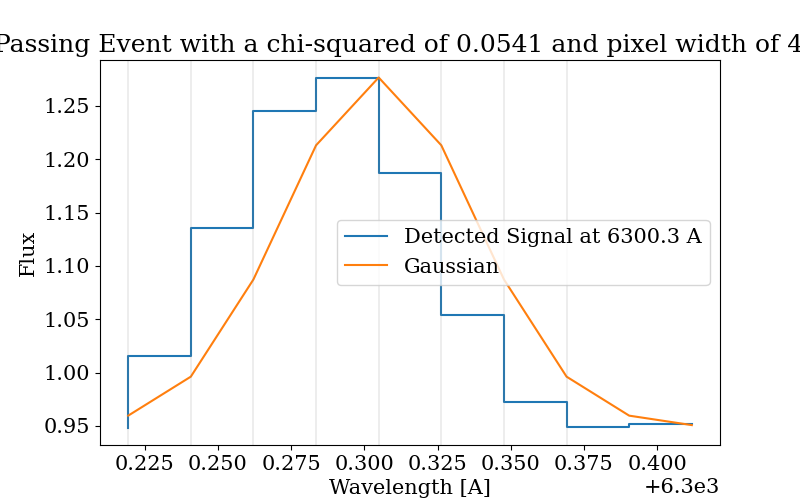 Passing Event with a chi-squared of 0.0541 and pixel width of 4
1.25
1.20
1.15
1.10
1.05
1.00
0.95
Flux
Detected Signal at 6300.3 A
Gaussian
0.225 0.250 0.275 0.300 0.325 0.350 0.375 0.400
Wavelength [A]
+6.3e3